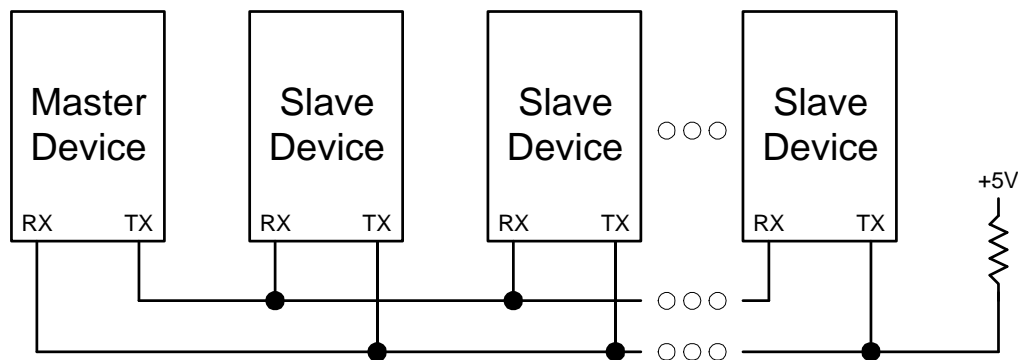 Master
Device
Slave
Device
Slave
Device
Slave
Device
+5V
RX TX
RX TX
RX TX
RX TX